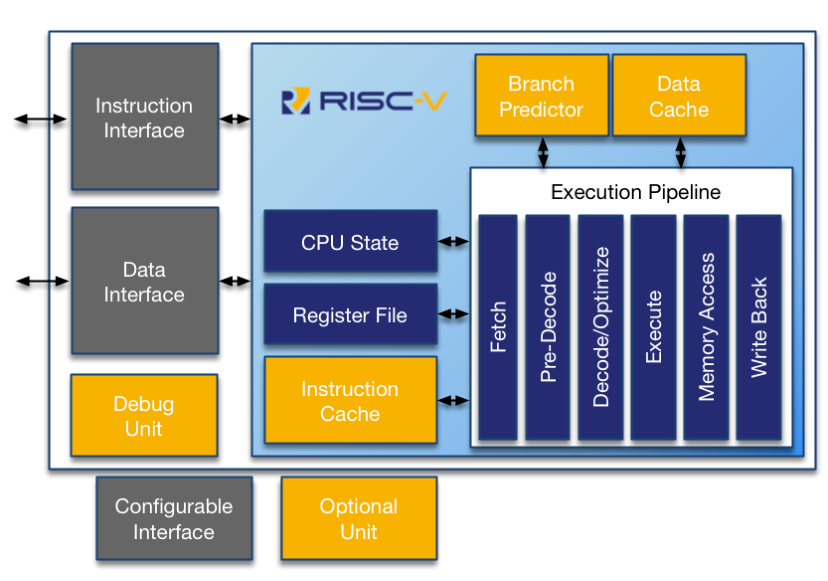 Instruction
Interface
Data
Interface
Debug
Unit
RISC-V
Branch
Predictor
Data
Cache
CPU State
Register File
Instruction
Cache
Execution Pipeline
Fetch
Pre-Decode
Decode/Optimize
Execute
Memory Access
Write Back
Configurable
Interface
Optional
Unit